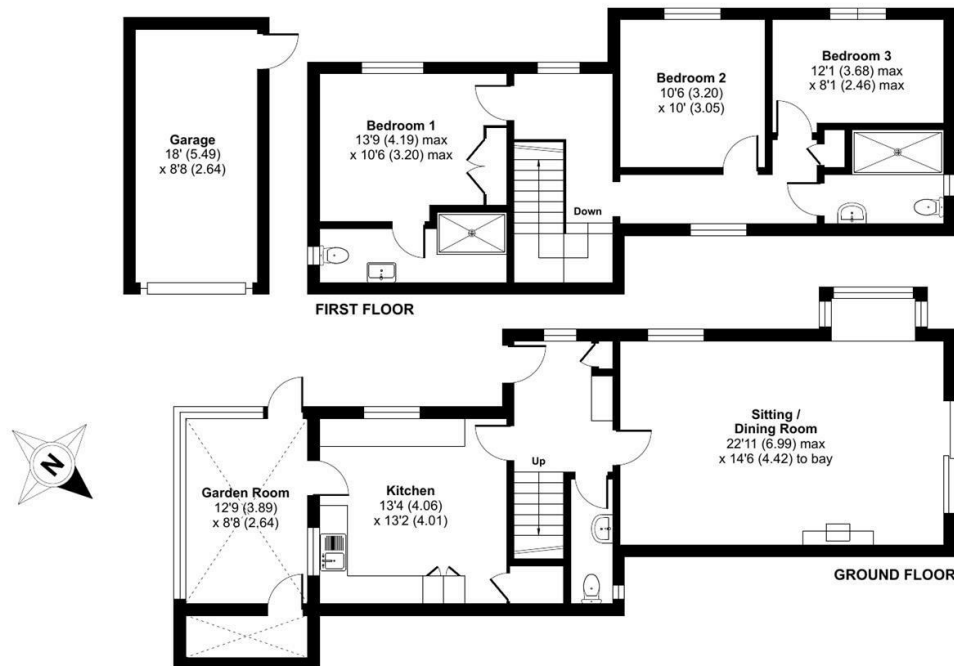 Garage
18' (5.49)
x 8'8 (2.64)
Bedroom 1
13'9 (4.19) max
x 10'6 (3.20) max
Bedroom 2
10'6 (3.20)
x 10' (3.05)
Bedroom 3
12'1 (3.68) max
x 8'1 (2.46) max
Down
FIRST FLOOR
N
Garden Room
12'9 (3.89)
x 8'8 (2.64)
Kitchen
13'4 (4.06)
x 13'2 (4.01)
Up
Sitting /
Dining Room
22'11 (6.99) max
x 14'6 (4.42) to bay
GROUND FLOOR